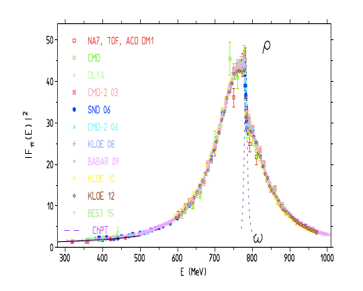 |F_π(E)|²
50
40
30
20
10
0
NA7, TOF, ACO DM1
CMD
OLYA
CMD-2 03
SND 06
CMD-2 06
KLOE 08
BABAR 09
KLOE 10
KLOE 12
BES3 15
ChPT
ρ
ω
300 400 500 600 700 800 900 1000
E (MeV)